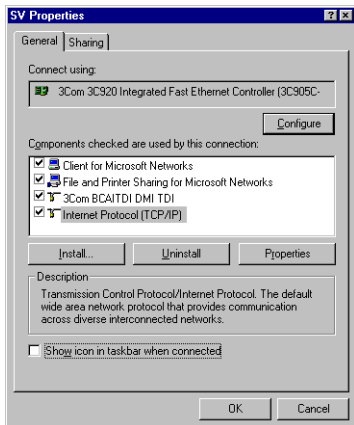 SV Properties
General Sharing
Connect using:
3Com 3C920 Integrated Fast Ethernet Controller (3C905C-
Configure
Components checked are used by this connection:
Client for Microsoft Networks
File and Printer Sharing for Microsoft Networks
3Com BCAITDI DMI TDI
Internet Protocol (TCP/IP)
Install... Uninstall Properties
Description
Transmission Control Protocol/Internet Protocol. The default
wide area network protocol that provides communication
across diverse interconnected networks.
Show icon in taskbar when connected
OK Cancel